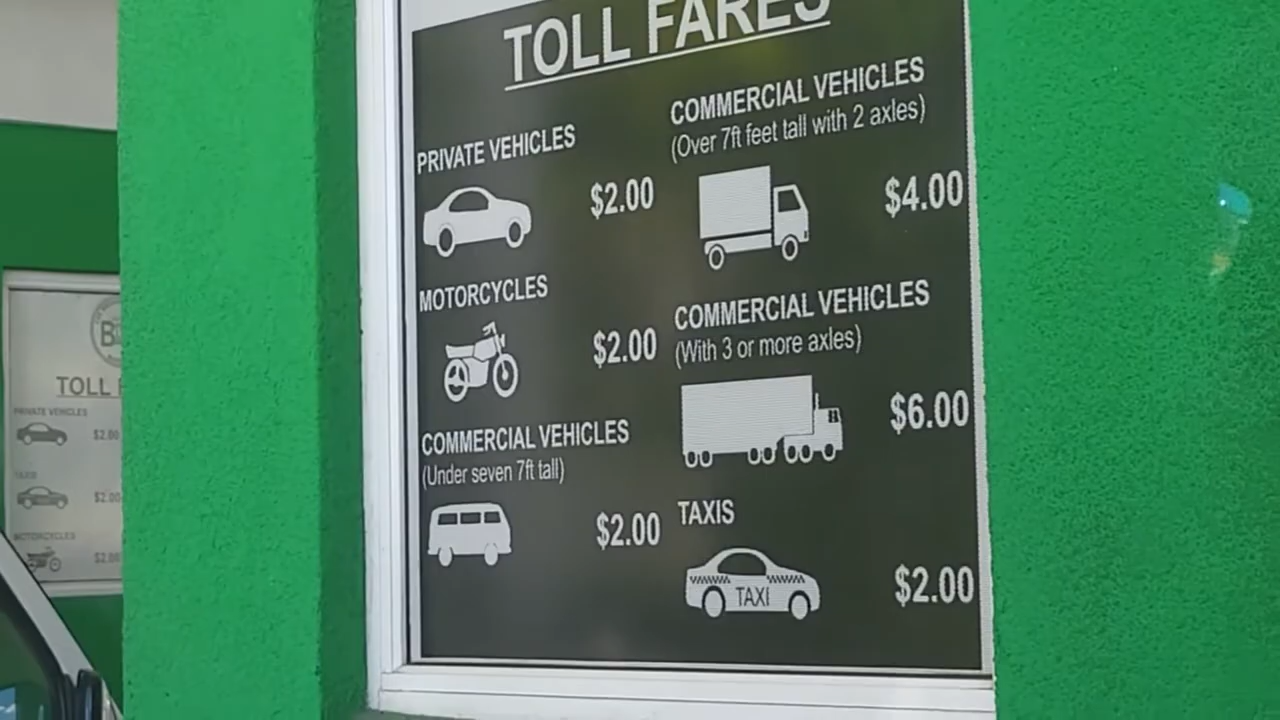 TOLL FARES
PRIVATE VEHICLES
$2.00
MOTORCYCLES
$2.00
COMMERCIAL VEHICLES
(Under seven 7ft tall)
$2.00
COMMERCIAL VEHICLES
(Over 7ft feet tall with 2 axles)
$4.00
COMMERCIAL VEHICLES
(With 3 or more axles)
$6.00
TAXIS
TAXI
$2.00
TOLL
PRIVATE VEHICLES
$2.00
TAXIS
$2.00
MOTORCYCLES
$2.00